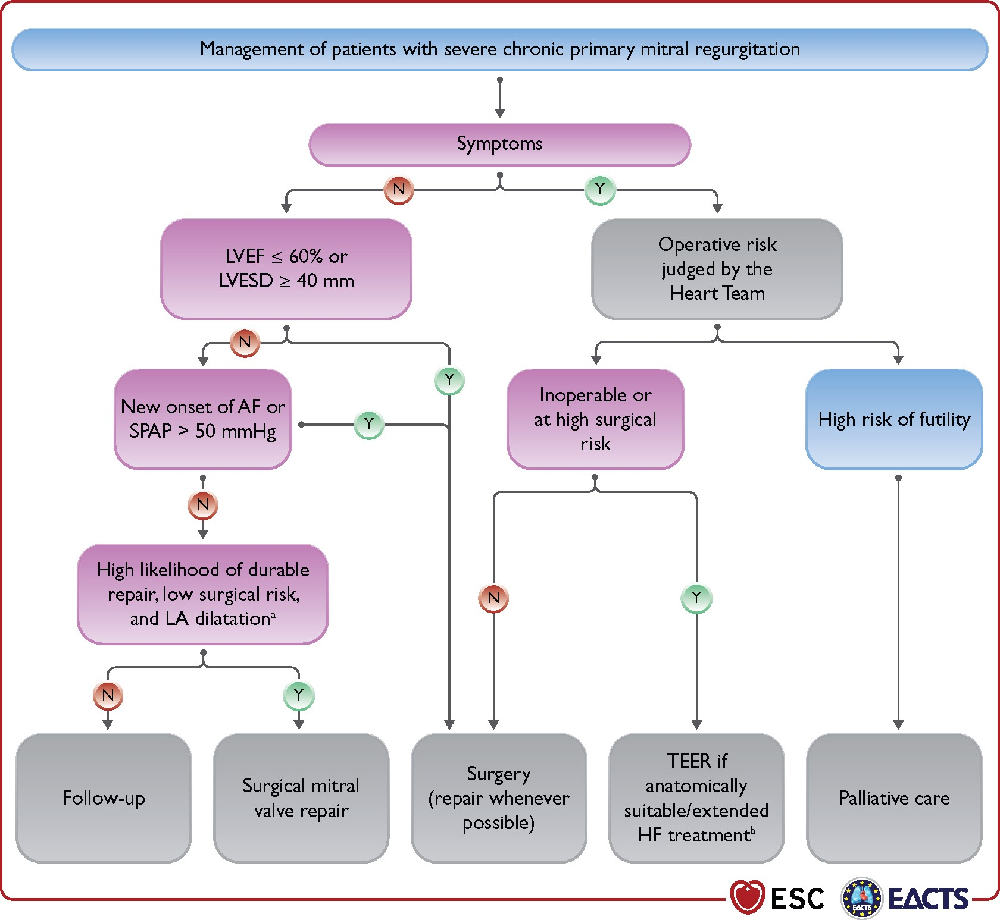 Management of patients with severe chronic primary mitral regurgitation
Symptoms
N
Y
LVEF ≤ 60% or
LVESD ≥ 40 mm
Operative risk
judged by the
Heart Team
N
Y
New onset of AF or
SPAP > 50 mmHg
Y
Inoperable or
at high surgical
risk
High risk of futility
N
High likelihood of durable
repair, low surgical risk,
and LA dilatationᵃ
N
Y
N
Y
Follow-up
Surgical mitral
valve repair
Surgery
(repair whenever
possible)
TEER if
anatomically
suitable/extended
HF treatmentᵇ
Palliative care
ESC
EACTS
EΔCTS